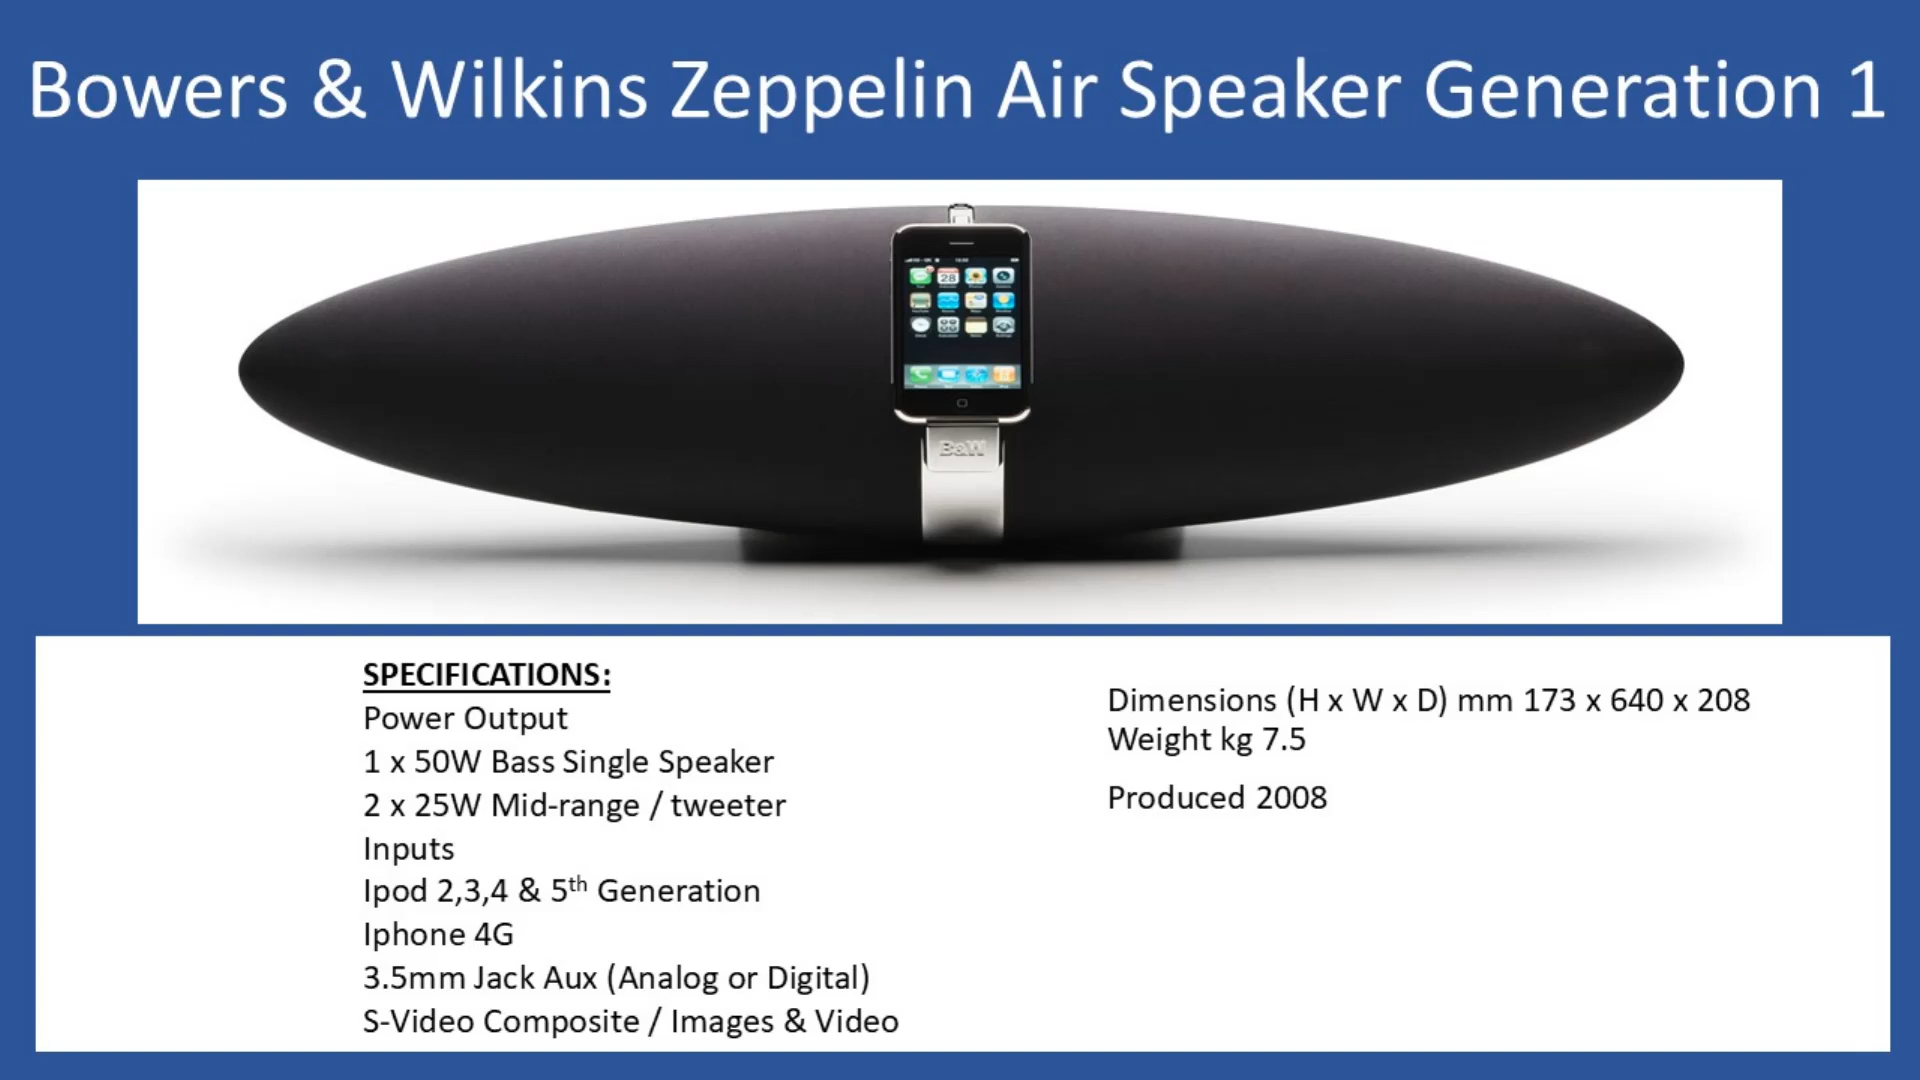 Bowers & Wilkins Zeppelin Air Speaker Generation 1
28
B&W
SPECIFICATIONS:
Power Output
1 x 50W Bass Single Speaker
2 x 25W Mid-range / tweeter
Inputs
Ipod 2,3,4 & 5th Generation
Iphone 4G
3.5mm Jack Aux (Analog or Digital)
S-Video Composite / Images & Video
Dimensions (H x W x D) mm 173 x 640 x 208
Weight kg 7.5
Produced 2008